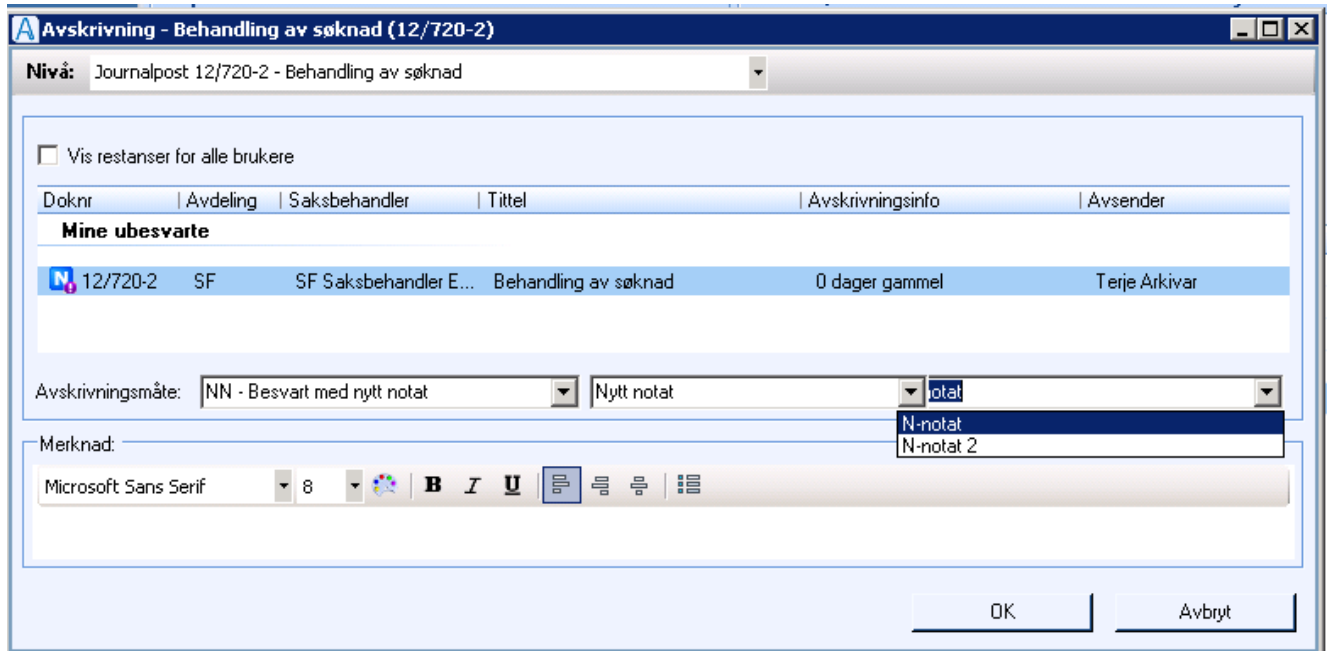 Avskrivning - Behandling av søknad (12/720-2)
Nivå: Journalpost 12/720-2 - Behandling av søknad
Vis restanser for alle brukere
Doknr Avdeling Saksbehandler Tittel Avskrivningsinfo Avsender
Mine ubesvarte
12/720-2 SF SF Saksbehandler E... Behandling av søknad 0 dager gammel Terje Arkivar
Avskrivningsmåte: NN - Besvart med nytt notat Nytt notat notat
N-notat
N-notat 2
Merknad:
Microsoft Sans Serif 8 B I U
OK Avbryt